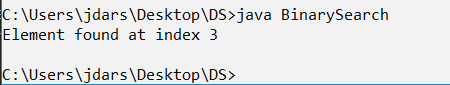 C:\Users\jdars\Desktop\DS>java BinarySearch
Element found at index 3
C:\Users\jdars\Desktop\DS>